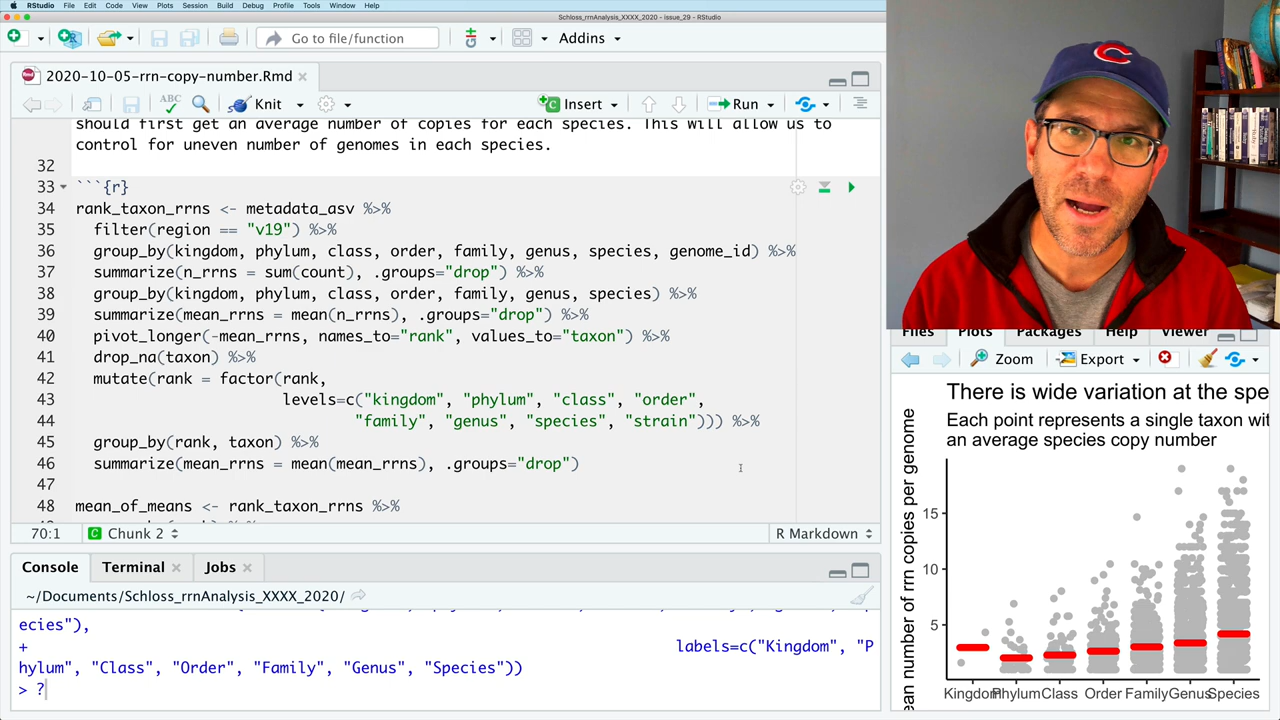 RStudio File Edit Code View Plots Session Build Debug Profile Tools Window Help
Schloss_rrnAnalysis_XXXX_2020 - issue_29 - RStudio
Go to file/function
Addins
2020-10-05-rrn-copy-number.Rmd
ABC
Knit
Insert
Run
should first get an average number of copies for each species. This will allow us to
control for uneven number of genomes in each species.
32
33 ```{r}
34 rank_taxon_rrns <- metadata_asv %>%
35 filter(region == "v19") %>%
36 group_by(kingdom, phylum, class, order, family, genus, species, genome_id) %>%
37 summarize(n_rrns = sum(count), .groups="drop") %>%
38 group_by(kingdom, phylum, class, order, family, genus, species) %>%
39 summarize(mean_rrns = mean(n_rrns), .groups="drop") %>%
40 pivot_longer(-mean_rrns, names_to="rank", values_to="taxon") %>%
41 drop_na(taxon) %>%
42 mutate(rank = factor(rank,
43 levels=c("kingdom", "phylum", "class", "order",
44 "family", "genus", "species", "strain"))) %>%
45 group_by(rank, taxon) %>%
46 summarize(mean_rrns = mean(mean_rrns), .groups="drop")
47
48 mean_of_means <- rank_taxon_rrns %>%
70:1 Chunk 2 R Markdown
Console Terminal Jobs
~/Documents/Schloss_rrnAnalysis_XXXX_2020/
ecies"),
+ labels=c("Kingdom", "P
hylum", "Class", "Order", "Family", "Genus", "Species"))
> ?
C
Files Plots Packages Help Viewer
Zoom Export
There is wide variation at the spe
Each point represents a single taxon wit
an average species copy number
ean number of rrn copies per genome
15
10
5
Kingdom Phylum Class Order Family Genus Species